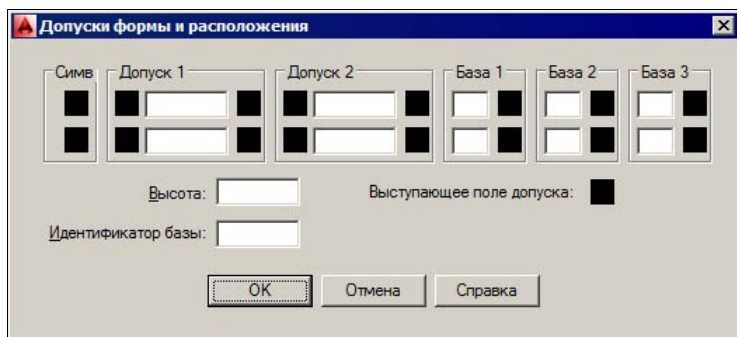 Допуски формы и расположения
Симв Допуск 1 Допуск 2 База 1 База 2 База 3
Высота: Выступающее поле допуска:
Идентификатор базы:
OK Отмена Справка